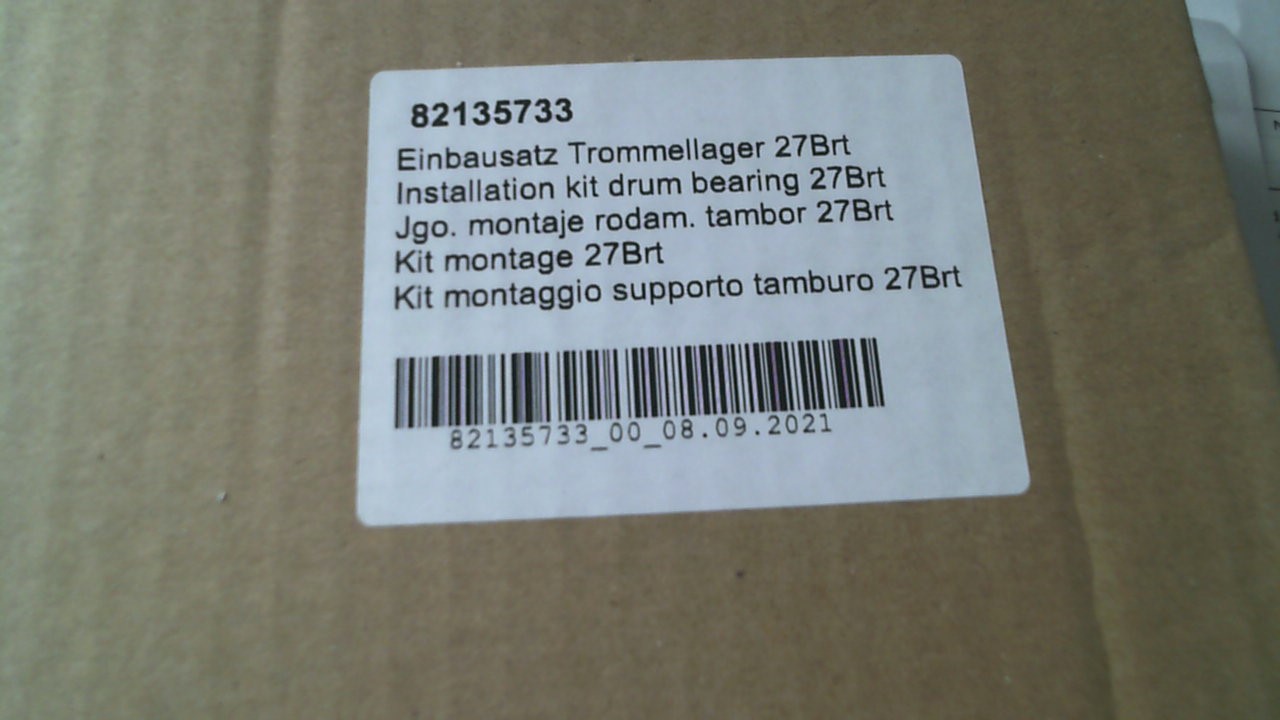 82135733
Einbausatz Trommellager 27Brt
Installation kit drum bearing 27Brt
Jgo. montaje rodam. tambor 27Brt
Kit montage 27Brt
Kit montaggio supporto tamburo 27Brt
82135733_00_08.09.2021